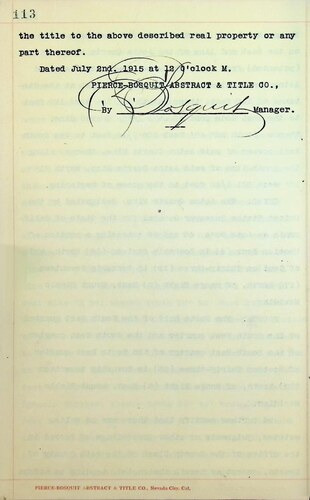 113
the title to the above described real property or any
part thereof.
Dated July 2nd. 1915 at 12 O'clock M.
PIERCE-BOSQUIT ABSTRACT & TITLE CO.,
By Bosquit Manager.
PIERCE-BOSQUIT ABSTRACT & TITLE CO., Nevada City, Cal.